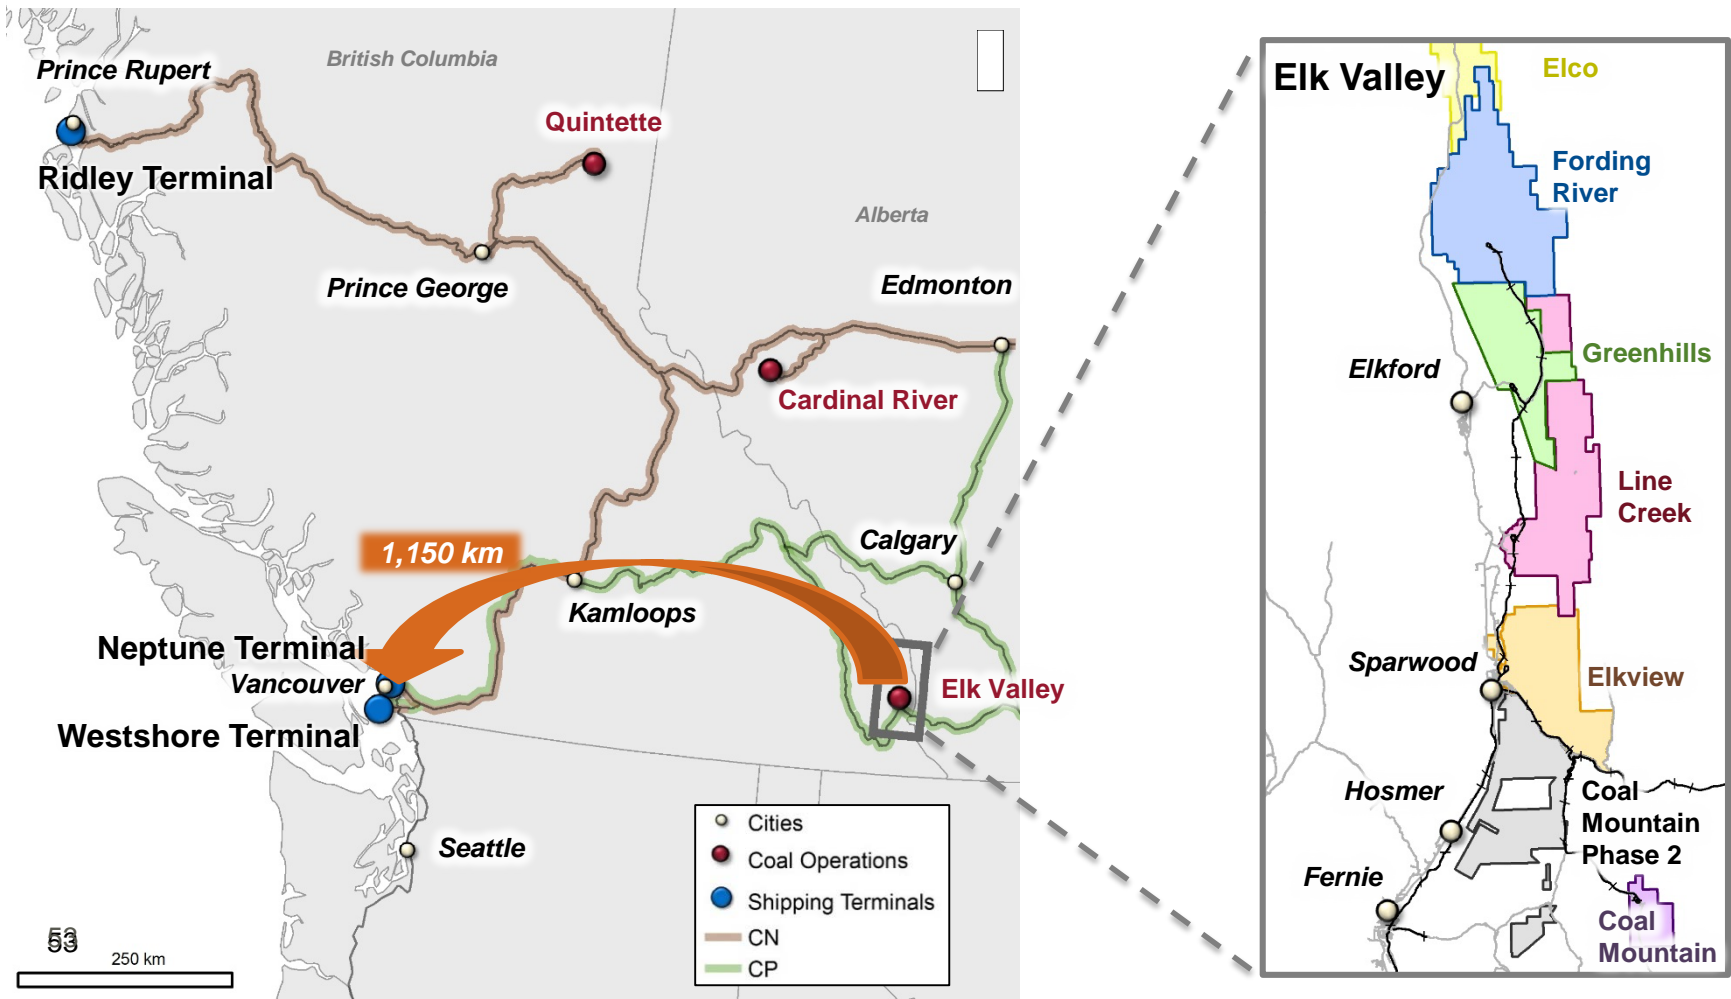 British Columbia
Prince Rupert
Quintette
Ridley Terminal
Alberta
Prince George
Edmonton
Cardinal River
1,150 km
Calgary
Kamloops
Neptune Terminal
Vancouver
Elk Valley
Westshore Terminal
Seattle
Cities
Coal Operations
Shipping Terminals
CN
CP
53
250 km
Elk Valley
Elco
Fording
River
Greenhills
Elkford
Line
Creek
Sparwood
Elkview
Hosmer
Coal
Mountain
Phase 2
Fernie
Coal
Mountain